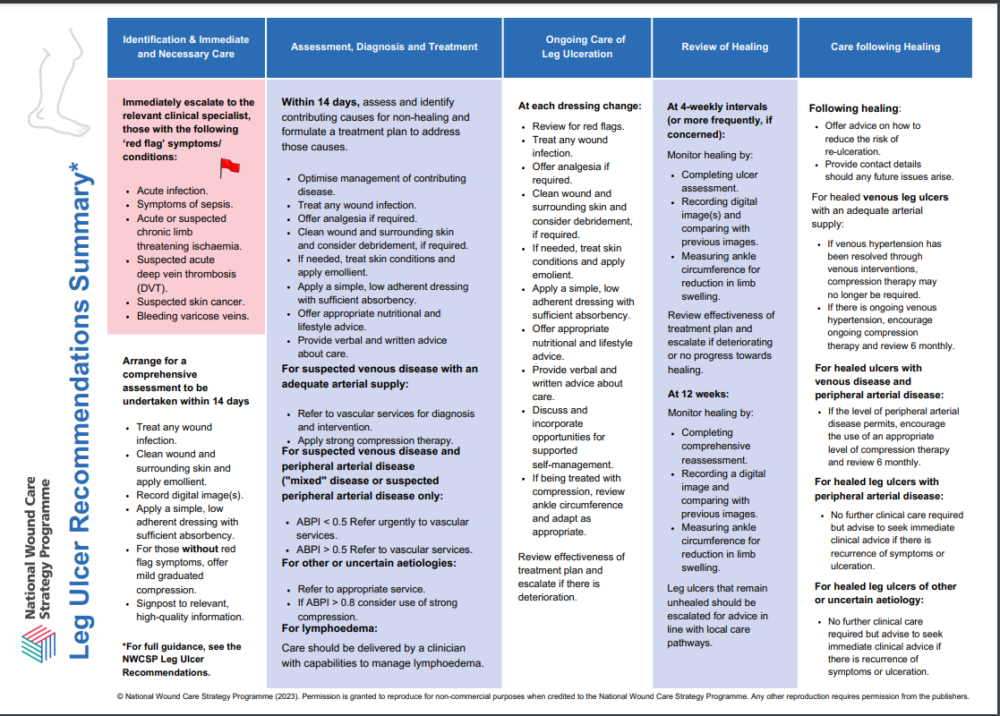 Leg Ulcer Recommendations Summary*
National Wound Care
Strategy Programme
Identification & Immediate
and Necessary Care
Immediately escalate to the
relevant clinical specialist,
those with the following
‘red flag’ symptoms/
conditions:
• Acute infection.
• Symptoms of sepsis.
• Acute or suspected
chronic limb
threatening ischaemia.
• Suspected acute
deep vein thrombosis
(DVT).
• Suspected skin cancer.
• Bleeding varicose veins.
Arrange for a
comprehensive
assessment to be
undertaken within 14 days
• Treat any wound
infection.
• Clean wound and
surrounding skin and
apply emollient.
• Record digital image(s).
• Apply a simple, low
adherent dressing with
sufficient absorbency.
• For those without red
flag symptoms, offer
mild graduated
compression.
• Signpost to relevant,
high-quality information.
*For full guidance, see the
NWCSP Leg Ulcer
Recommendations.
Assessment, Diagnosis and Treatment
Within 14 days, assess and identify
contributing causes for non-healing and
formulate a treatment plan to address
those causes.
• Optimise management of contributing
disease.
• Treat any wound infection.
• Offer analgesia if required.
• Clean wound and surrounding skin
and consider debridement, if required.
• If needed, treat skin conditions and
apply emollient.
• Apply a simple, low adherent dressing
with sufficient absorbency.
• Offer appropriate nutritional and
lifestyle advice.
• Provide verbal and written advice
about care.
For suspected venous disease with an
adequate arterial supply:
• Refer to vascular services for diagnosis
and intervention.
• Apply strong compression therapy.
For suspected venous disease and
peripheral arterial disease
("mixed" disease or suspected
peripheral arterial disease only:
• ABPI < 0.5 Refer urgently to vascular
services.
• ABPI > 0.5 Refer to vascular services.
For other or uncertain aetiologies:
• Refer to appropriate service.
• If ABPI > 0.8 consider use of strong
compression.
For lymphoedema:
Care should be delivered by a clinician
with capabilities to manage lymphoedema.
Ongoing Care of
Leg Ulceration
At each dressing change:
• Review for red flags.
• Treat any wound
infection.
• Offer analgesia if
required.
• Clean wound and
surrounding skin and
consider debridement,
if required.
• If needed, treat skin
conditions and apply
emolient.
• Apply a simple, low
adherent dressing with
sufficient absorbency.
• Offer appropriate
nutritional and lifestyle
advice.
• Provide verbal and
written advice about
care.
• Discuss and
incorporate
opportunities for
supported
self-management.
• If being treated with
compression, review
ankle circumference
and adapt as
appropriate.
Review effectiveness of
treatment plan and
escalate if there is
deterioration.
Review of Healing
At 4-weekly intervals
(or more frequently, if
concerned):
Monitor healing by:
• Completing ulcer
assessment.
• Recording digital
image(s) and
comparing with
previous images.
• Measuring ankle
circumference for
reduction in limb
swelling.
Review effectiveness of
treatment plan and
escalate if deteriorating
or no progress towards
healing.
At 12 weeks:
Monitor healing by:
• Completing
comprehensive
reassessment.
• Recording a digital
image and
comparing with
previous images.
• Measuring ankle
circumference for
reduction in limb
swelling.
Leg ulcers that remain
unhealed should be
escalated for advice in
line with local care
pathways.
Care following Healing
Following healing:
• Offer advice on how to
reduce the risk of
re-ulceration.
• Provide contact details
should any future issues arise.
For healed venous leg ulcers
with an adequate arterial
supply:
• If venous hypertension has
been resolved through
venous interventions,
compression therapy may
no longer be required.
• If there is ongoing venous
hypertension, encourage
ongoing compression
therapy and review 6 monthly.
For healed ulcers with
venous disease and
peripheral arterial disease:
• If the level of peripheral arterial
disease permits, encourage
the use of an appropriate
level of compression therapy
and review 6 monthly.
For healed leg ulcers with
peripheral arterial disease:
• No further clinical care required
but advise to seek immediate
clinical advice if there is
recurrence of symptoms or
ulceration.
For healed leg ulcers of other
or uncertain aetiology:
• No further clinical care
required but advise to seek
immediate clinical advice if
there is recurrence of
symptoms or ulceration.
© National Wound Care Strategy Programme (2023). Permission is granted to reproduce for non-commercial purposes when credited to the National Wound Care Strategy Programme. Any other reproduction requires permission from the publishers.